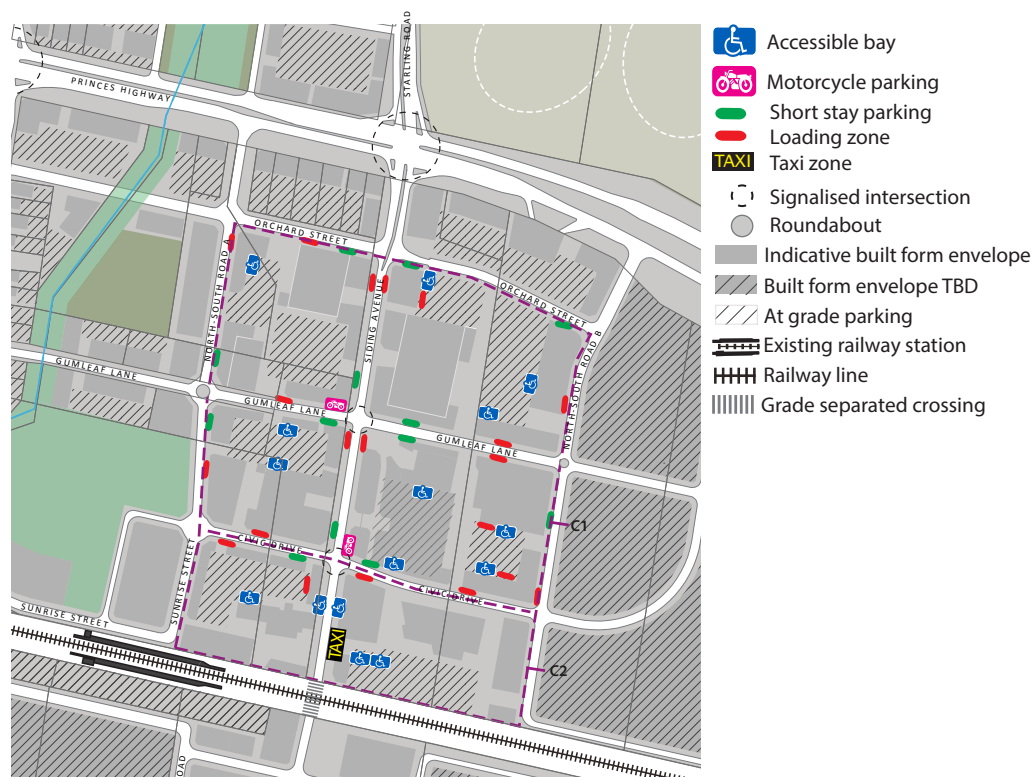 PRINCES HIGHWAY
STARLING ROAD
ORCHARD STREET
NORTH-SOUTH ROAD A
SIDING AVENUE
ORCHARD STREET
NORTH-SOUTH ROAD B
GUMLEAF LANE
GUMLEAF LANE
GUMLEAF LANE
C1
CIVIC DRIVE
CIVIC DRIVE
SUNRISE STREET
SUNRISE STREET
TAXI
C2
ROAD
Accessible bay
Motorcycle parking
Short stay parking
Loading zone
TAXI Taxi zone
Signalised intersection
Roundabout
Indicative built form envelope
Built form envelope TBD
At grade parking
Existing railway station
Railway line
Grade separated crossing